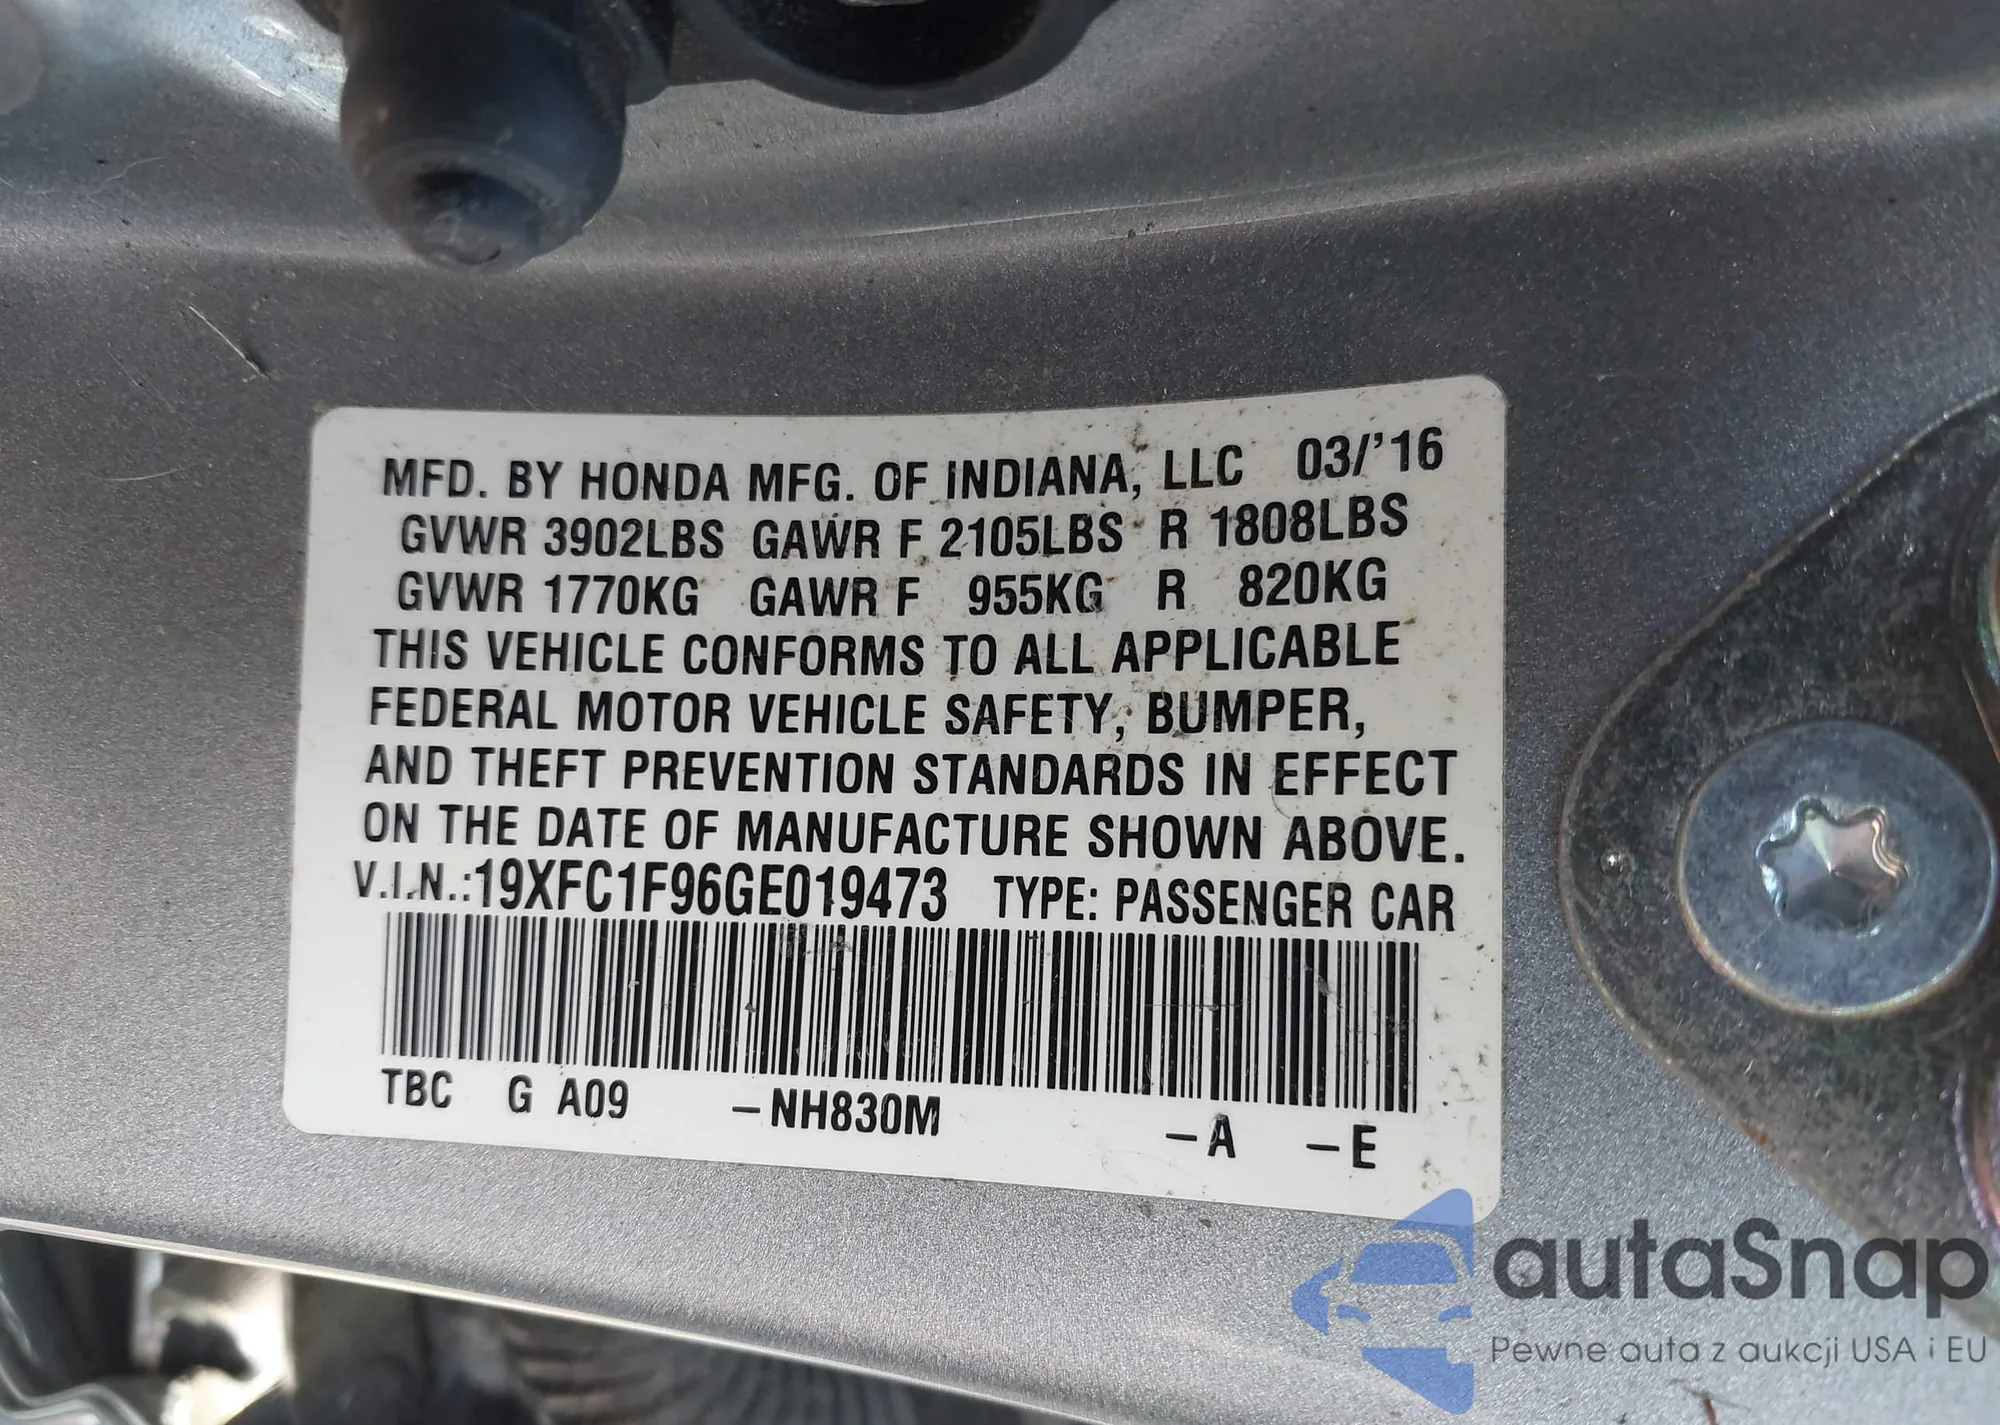 MFD. BY HONDA MFG. OF INDIANA, LLC 03/'16
GVWR 3902LBS GAWR F 2105LBS R 1808LBS
GVWR 1770KG GAWR F 955KG R 820KG
THIS VEHICLE CONFORMS TO ALL APPLICABLE
FEDERAL MOTOR VEHICLE SAFETY, BUMPER,
AND THEFT PREVENTION STANDARDS IN EFFECT
ON THE DATE OF MANUFACTURE SHOWN ABOVE.
V.I.N.:19XFC1F96GE019473 TYPE: PASSENGER CAR
TBC G A09 –NH830M –A –E
autaSnap
Pewne auta z aukcji USA i EU